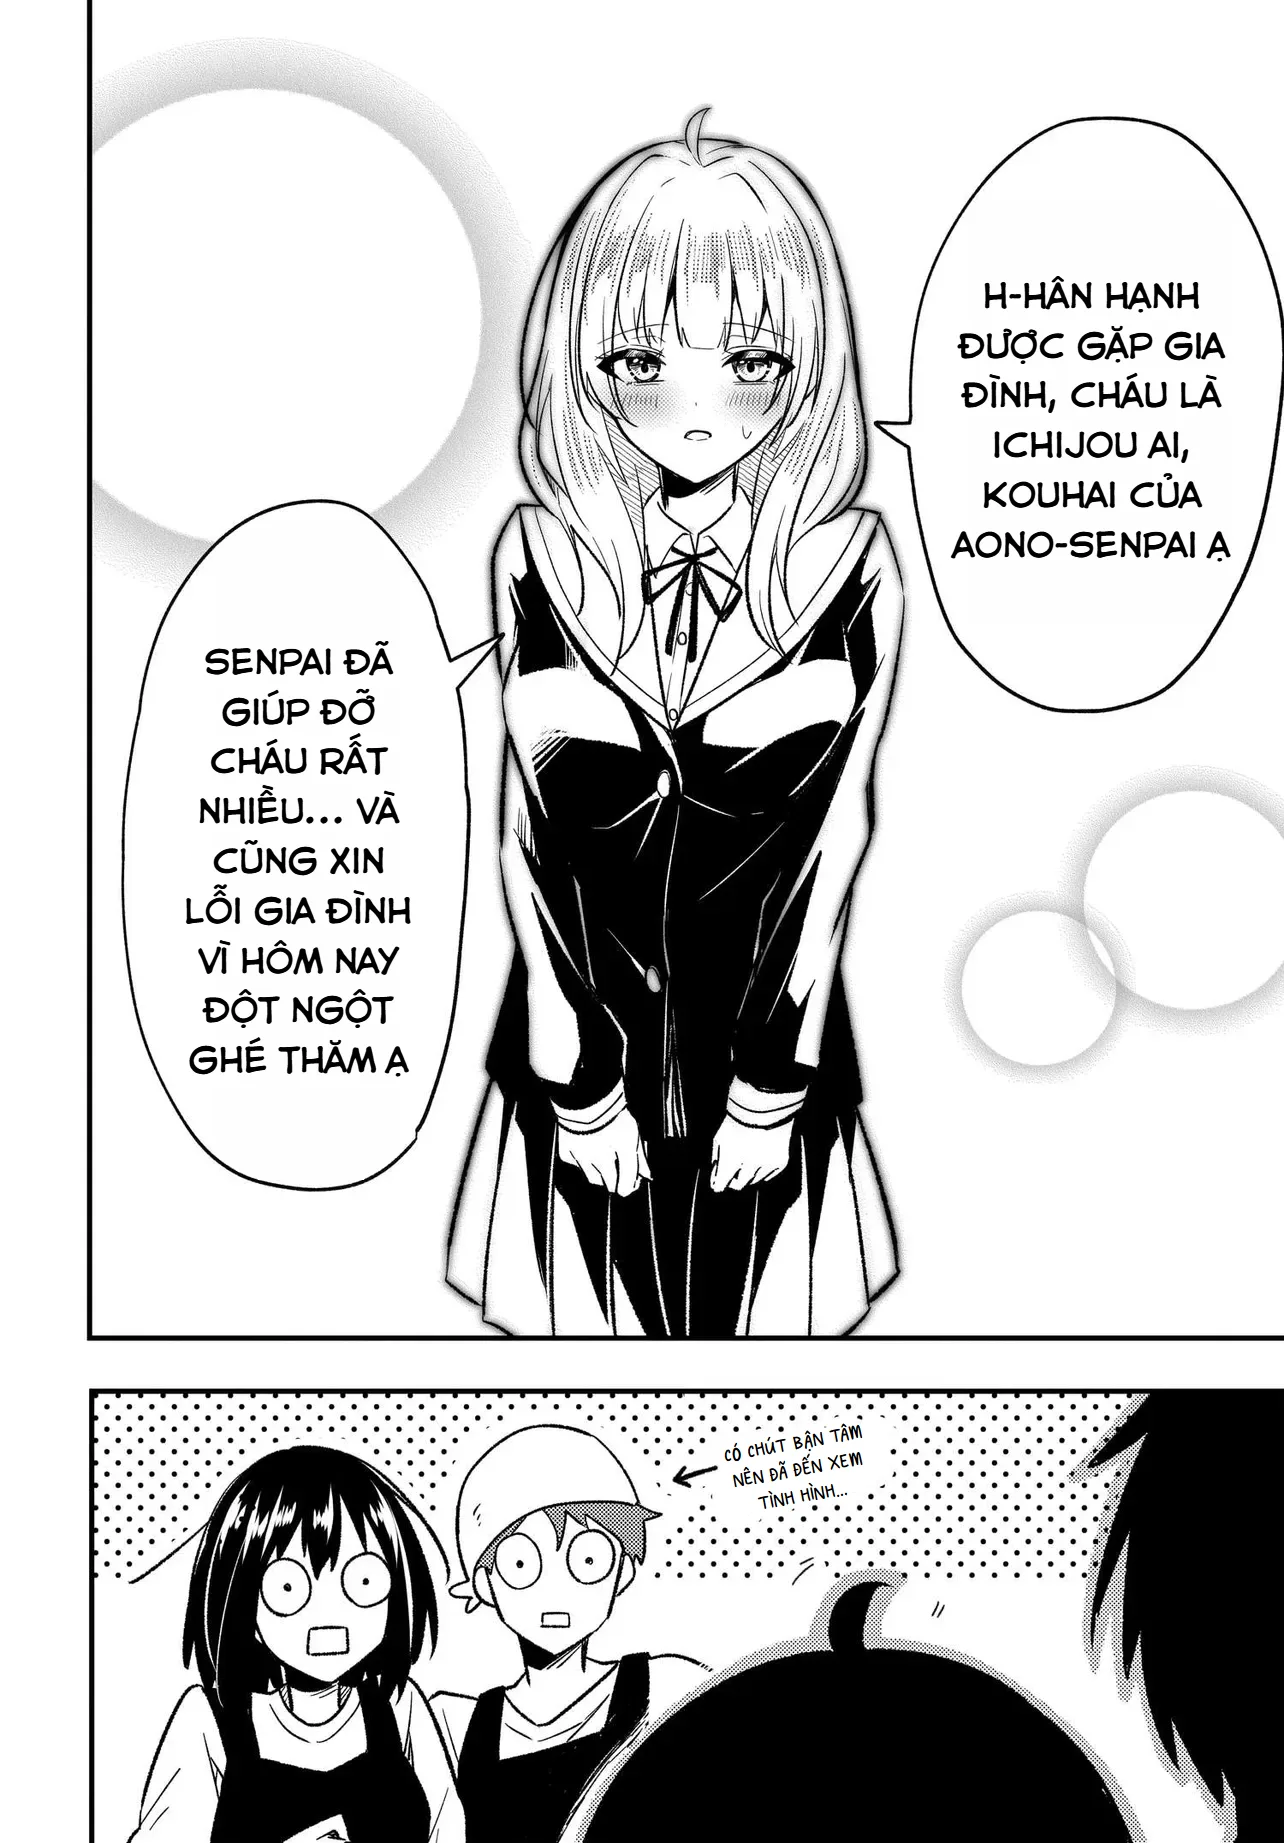 H-HÂN HẠNH
ĐƯỢC GẶP GIA
ĐÌNH, CHÁU LÀ
ICHIJOU AI,
KOUHAI CỦA
AONO-SENPAI Ạ
SENPAI ĐÃ
GIÚP ĐỠ
CHÁU RẤT
NHIỀU... VÀ
CŨNG XIN
LỖI GIA ĐÌNH
VÌ HÔM NAY
ĐỘT NGỘT
GHÉ THĂM Ạ
CÓ CHÚT BẬN TÂM
NÊN ĐÃ ĐẾN XEM
TÌNH HÌNH...